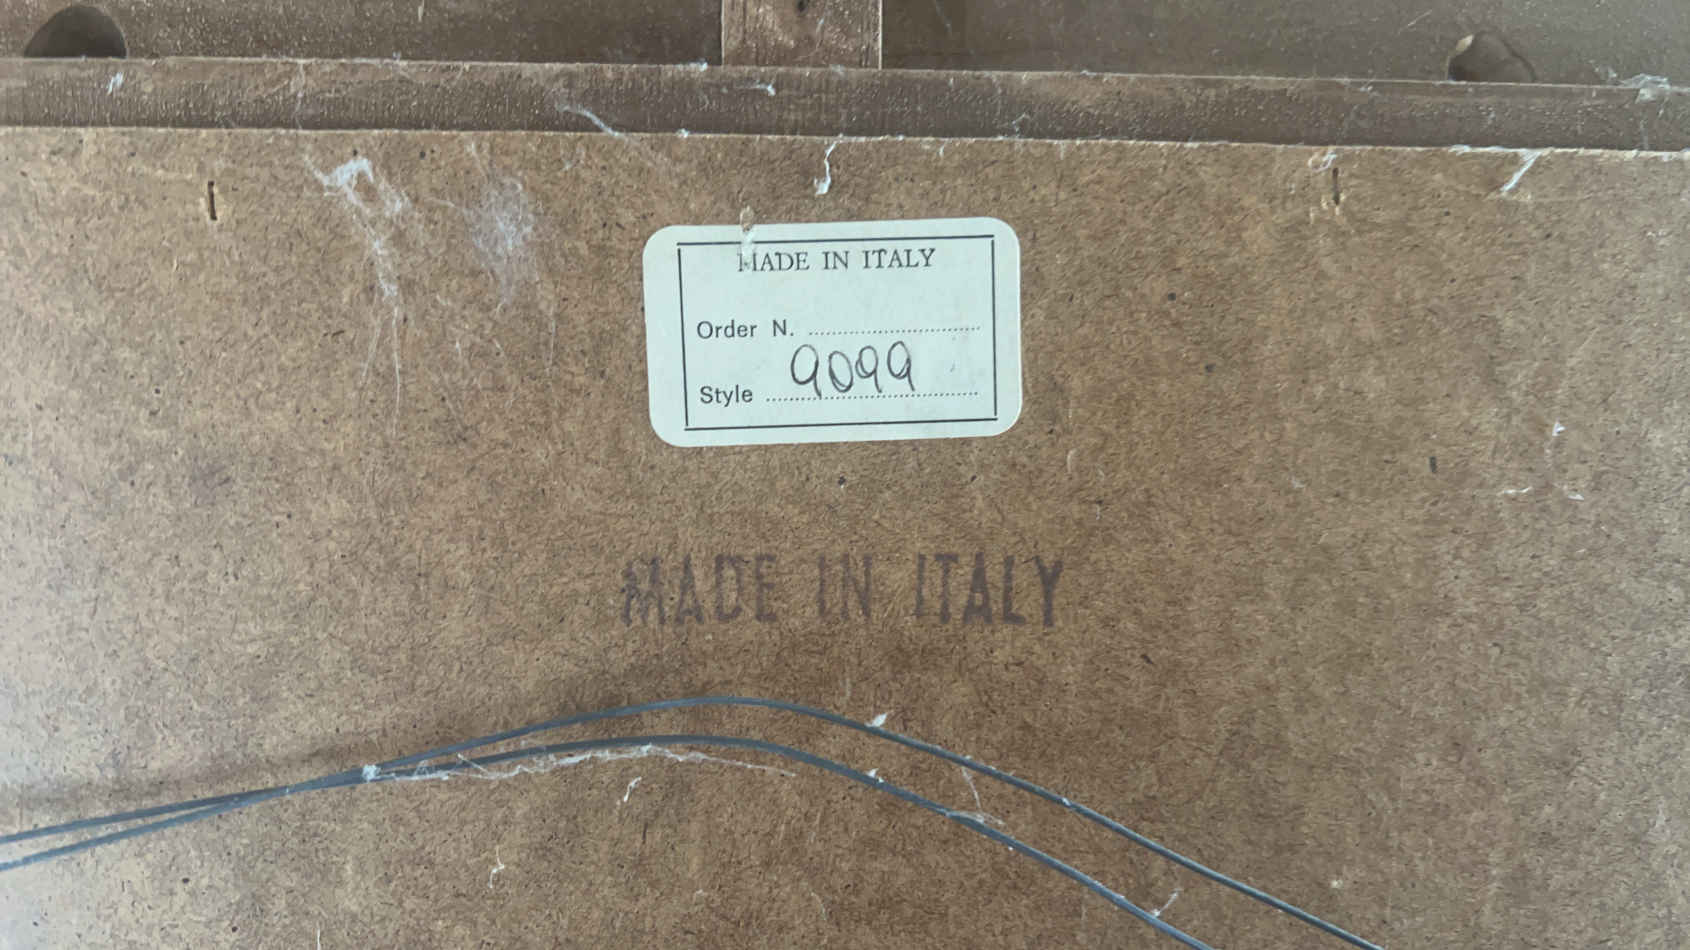 MADE IN ITALY
Order N. ................................
Style 9099 ................................
MADE IN ITALY